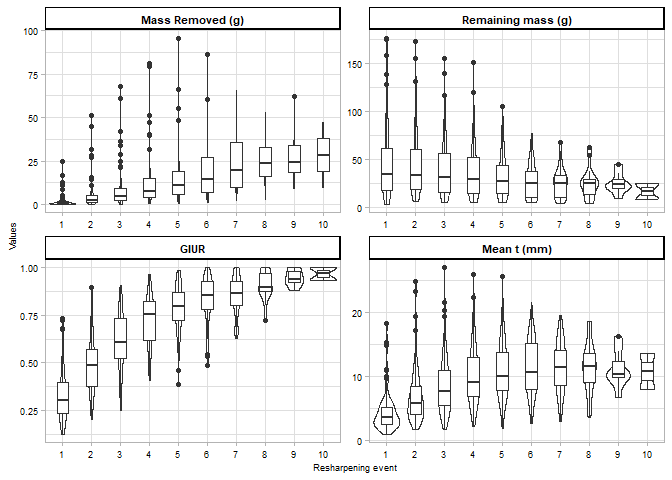 Mass Removed (g)
Remaining mass (g)
100
75
50
25
0
150
100
50
0
1 2 3 4 5 6 7 8 9 10
1 2 3 4 5 6 7 8 9 10
Values
GIUR
Mean t (mm)
1.00
0.75
0.50
0.25
20
10
0
1 2 3 4 5 6 7 8 9 10
1 2 3 4 5 6 7 8 9 10
Resharpening event